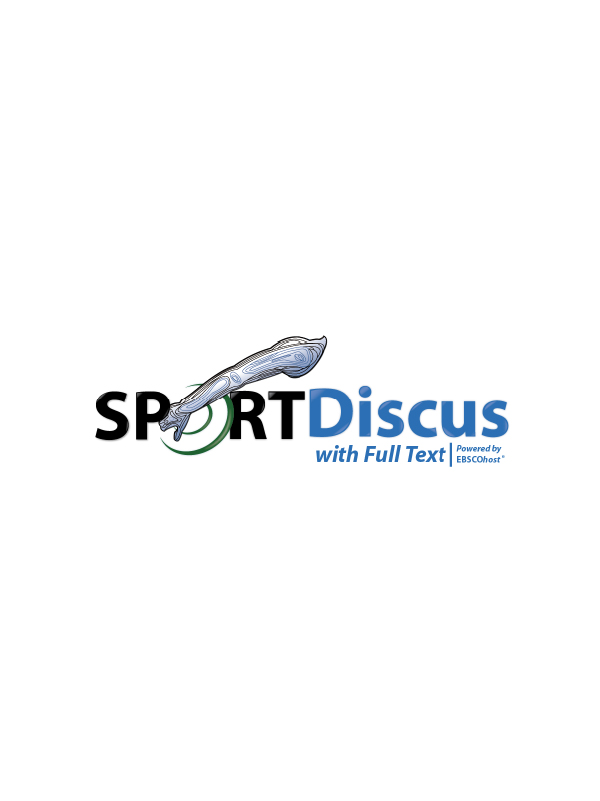 SPORTDiscus
with Full Text
Powered by
EBSCOhost®